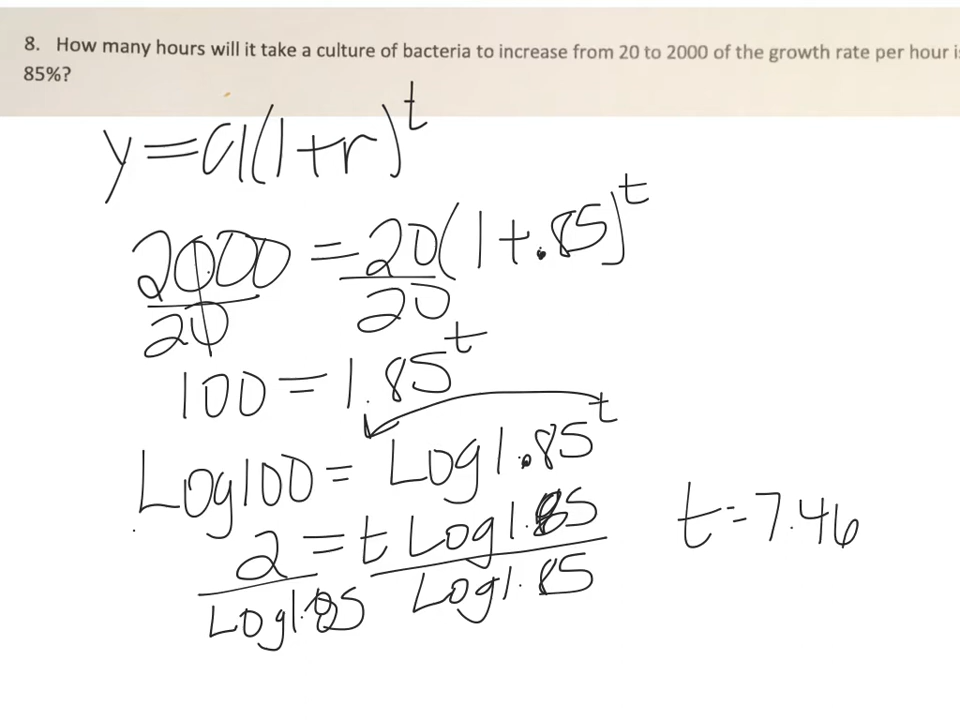 8. How many hours will it take a culture of bacteria to increase from 20 to 2000 of the growth rate per hour i
85%?
y=a(1+r)^t
2000/20 = 20(1+.85)^t/20
100=1.85^t
Log100= Log1.85^t
2/Log1.85 = t Log1.85/Log1.85
t=7.46